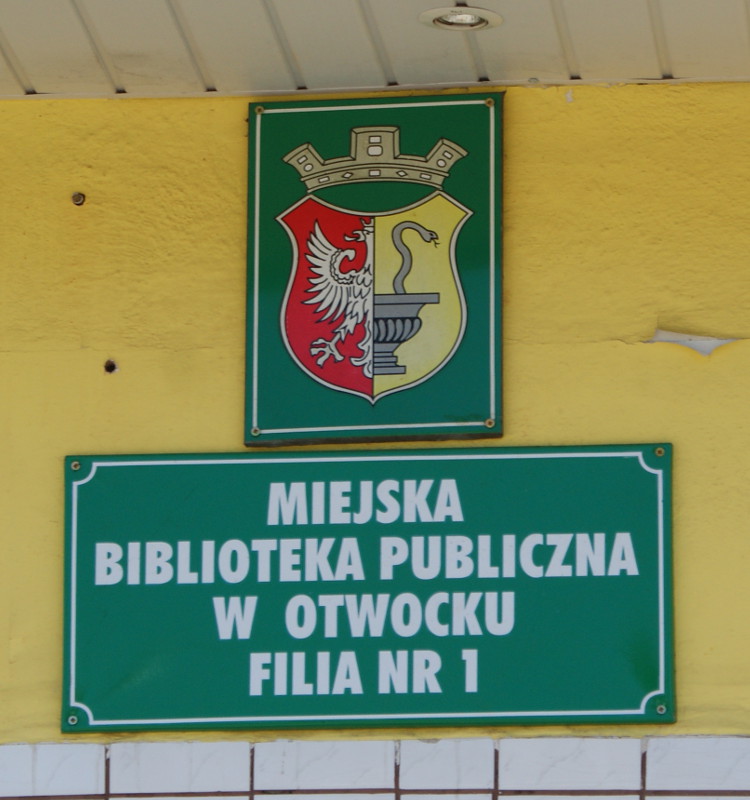 MIEJSKA
BIBLIOTEKA PUBLICZNA
W OTWOCKU
FILIA NR 1